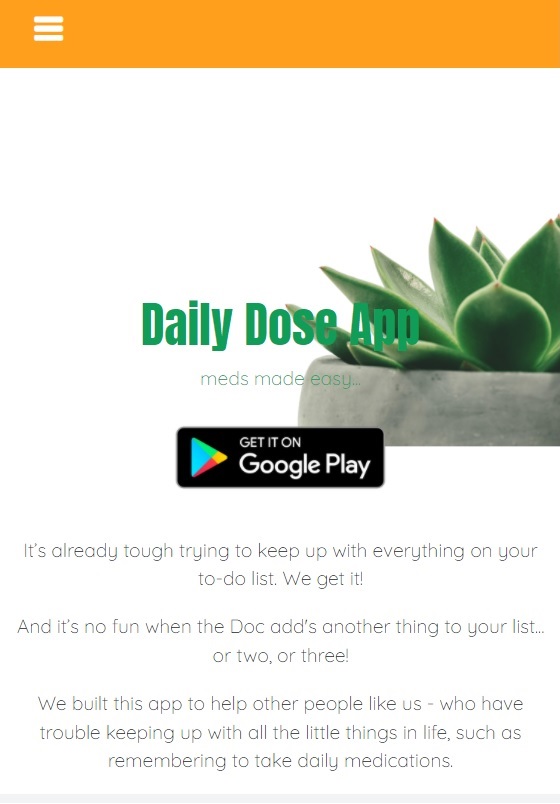 Daily Dose App
meds made easy...
GET IT ON
Google Play
It's already tough trying to keep up with everything on your
to-do list. We get it!
And it's no fun when the Doc add's another thing to your list...
or two, or three!
We built this app to help other people like us - who have
trouble keeping up with all the little things in life, such as
remembering to take daily medications.